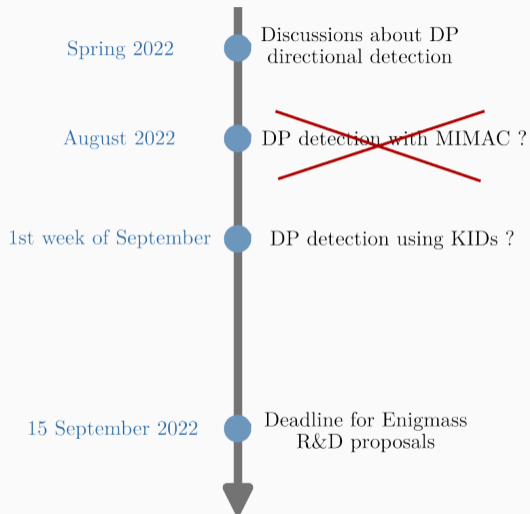 Spring 2022
Discussions about DP
directional detection
August 2022
DP detection with MIMAC ?
1st week of September
DP detection using KIDs ?
15 September 2022
Deadline for Enigmass
R&D proposals